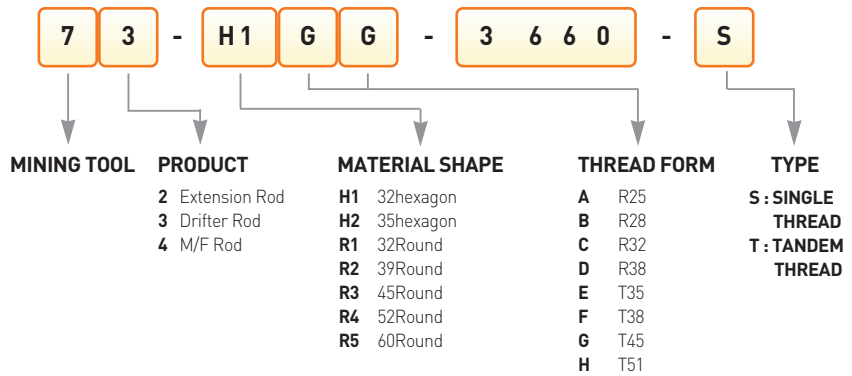 7 3 - H1 G G - 3 6 6 0 - S
MINING TOOL
PRODUCT
2 Extension Rod
3 Drifter Rod
4 M/F Rod
MATERIAL SHAPE
H1 32hexagon
H2 35hexagon
R1 32Round
R2 39Round
R3 45Round
R4 52Round
R5 60Round
THREAD FORM
A R25
B R28
C R32
D R38
E T35
F T38
G T45
H T51
TYPE
S : SINGLE
THREAD
T : TANDEM
THREAD